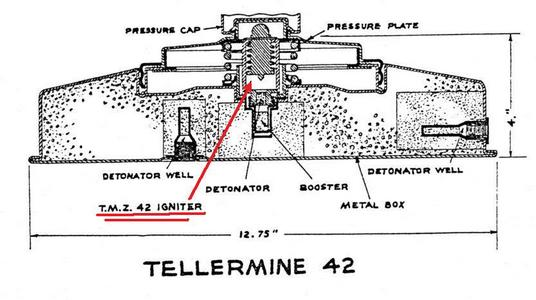 PRESSURE CAP
PRESSURE PLATE
4."
DETONATOR WELL
DETONATOR
BOOSTER
DETONATOR WELL
T.M.Z. 42 IGNITER
METAL BOX
12.75"
TELLERMINE 42